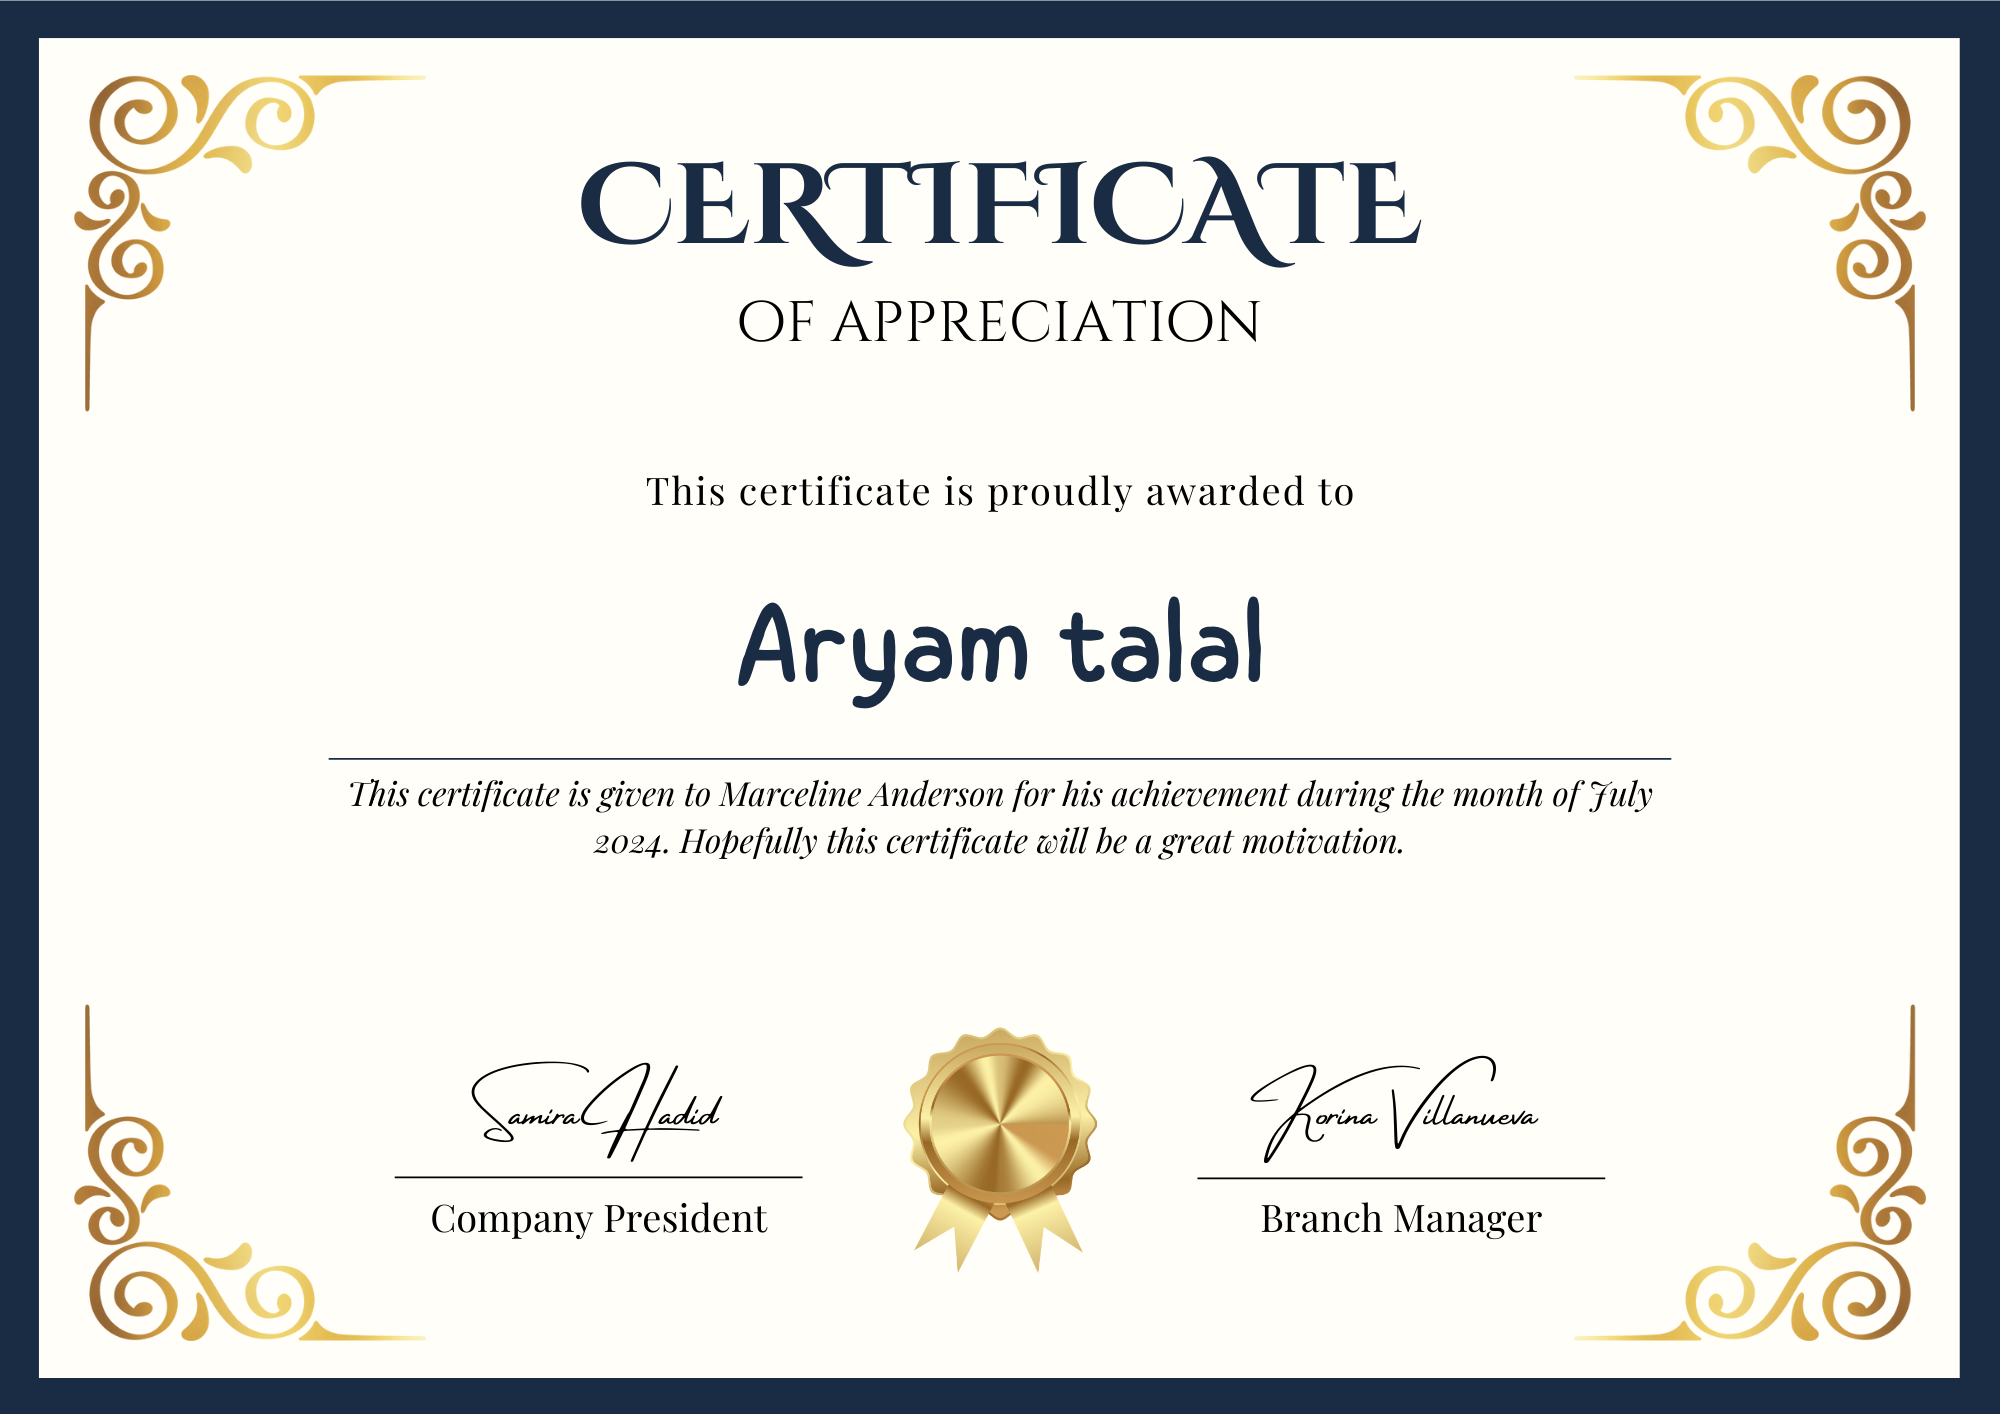 CERTIFICATE
OF APPRECIATION
This certificate is proudly awarded to
Aryam talal
This certificate is given to Marceline Anderson for his achievement during the month of July
2024. Hopefully this certificate will be a great motivation.
Samira Hadid
Korina Villanueva
Company President
Branch Manager